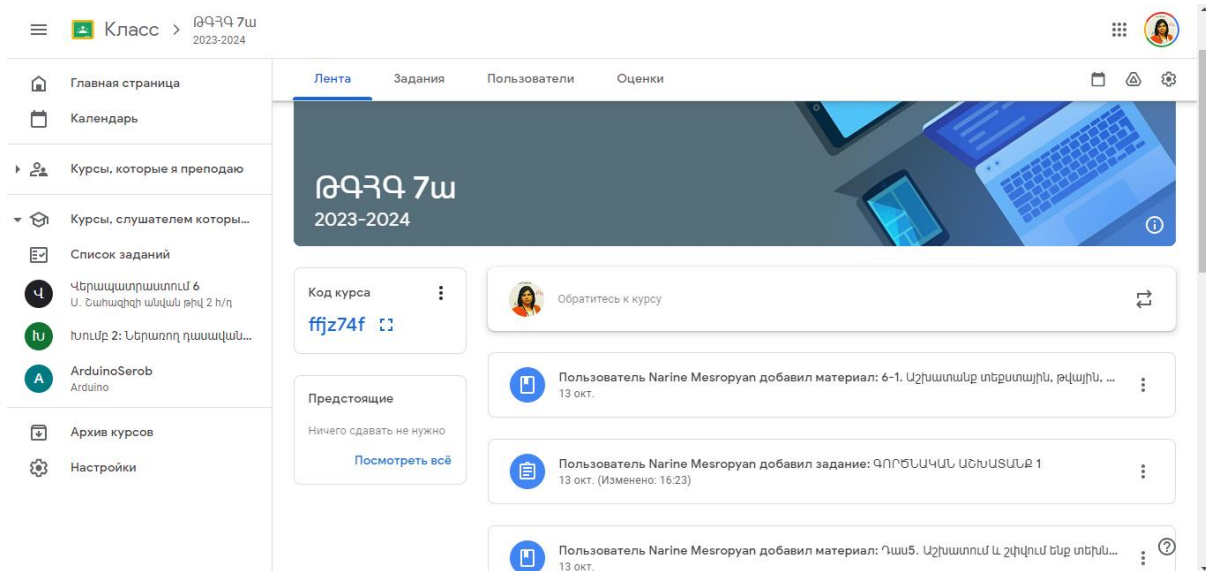 Класс > ԹԳՀԳ 7ա
2023-2024
Главная страница
Календарь
Курсы, которые я преподаю
Курсы, слушателем которы...
Список заданий
Վ
Վերապատրաստում 6
Ս. Շահազիզի անվան թիվ 2 հ/դ
Խ
Խումբ 2: Ներառող դասավան...
A
ArduinoSerob
Arduino
Архив курсов
Настройки
Лента Задания Пользователи Оценки
ԹԳՀԳ 7ա
2023-2024
Код курса
ffjz74f
Предстоящие
Ничего сдавать не нужно
Посмотреть всё
Обратитесь к курсу
Пользователь Narine Mesropyan добавил материал: 6-1. Աշխատանք տեքստային, թվային, ...
13 окт.
Пользователь Narine Mesropyan добавил задание: ԳՈՐԾՆԱԿԱՆ ԱՇԽԱՏԱՆՔ 1
13 окт. (Изменено: 16:23)
Пользователь Narine Mesropyan добавил материал: Դաս5. Աշխատում և շփվում ենք տեխն...
13 окт.